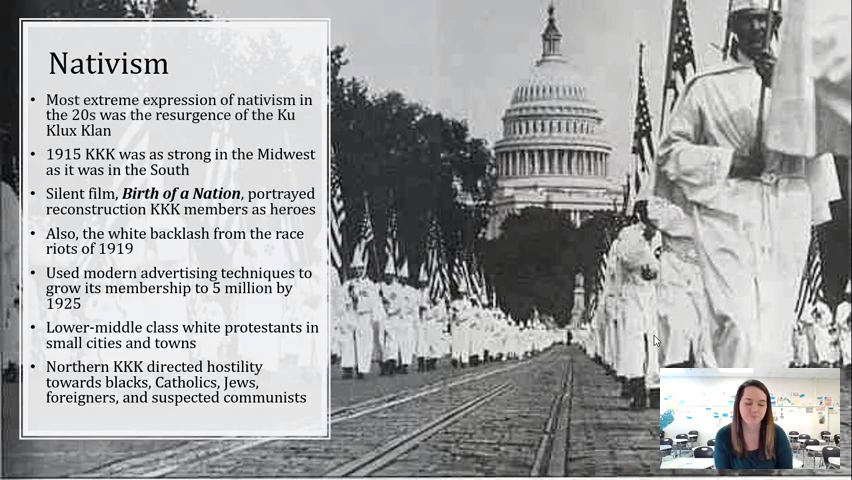 Nativism
• Most extreme expression of nativism in
the 20s was the resurgence of the Ku
Klux Klan
• 1915 KKK was as strong in the Midwest
as it was in the South
• Silent film, Birth of a Nation, portrayed
reconstruction KKK members as heroes
• Also, the white backlash from the race
riots of 1919
• Used modern advertising techniques to
grow its membership to 5 million by
1925
• Lower-middle class white protestants in
small cities and towns
• Northern KKK directed hostility
towards blacks, Catholics, Jews,
foreigners, and suspected communists